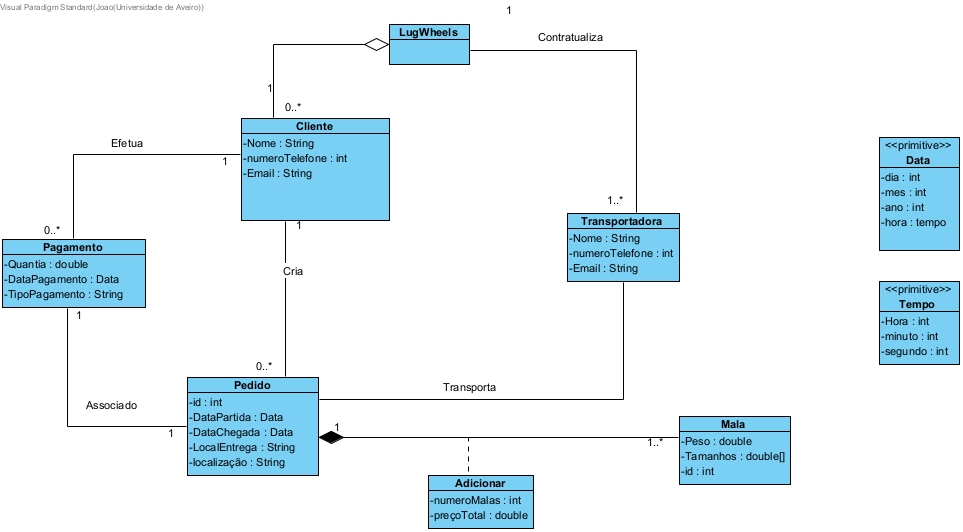 Visual Paradigm Standard(Joao(Universidade de Aveiro))
1
LugWheels
Contratualiza
1
0..*
Cliente
-Nome : String
-numeroTelefone : int
-Email : String
Efetua
1
1
0..*
Pagamento
-Quantia : double
-DataPagamento : Data
-TipoPagamento : String
1
Cria
1..*
Transportadora
-Nome : String
-numeroTelefone : int
-Email : String
<<primitive>>
Data
-dia : int
-mes : int
-ano : int
-hora : tempo
<<primitive>>
Tempo
-Hora : int
-minuto : int
-segundo : int
0..*
Associado
1
Pedido
-id : int
-DataPartida : Data
-DataChegada : Data
-LocalEntrega : String
-localização : String
Transporta
1
1..*
Mala
-Peso : double
-Tamanhos : double[]
-id : int
Adicionar
-numeroMalas : int
-preçoTotal : double